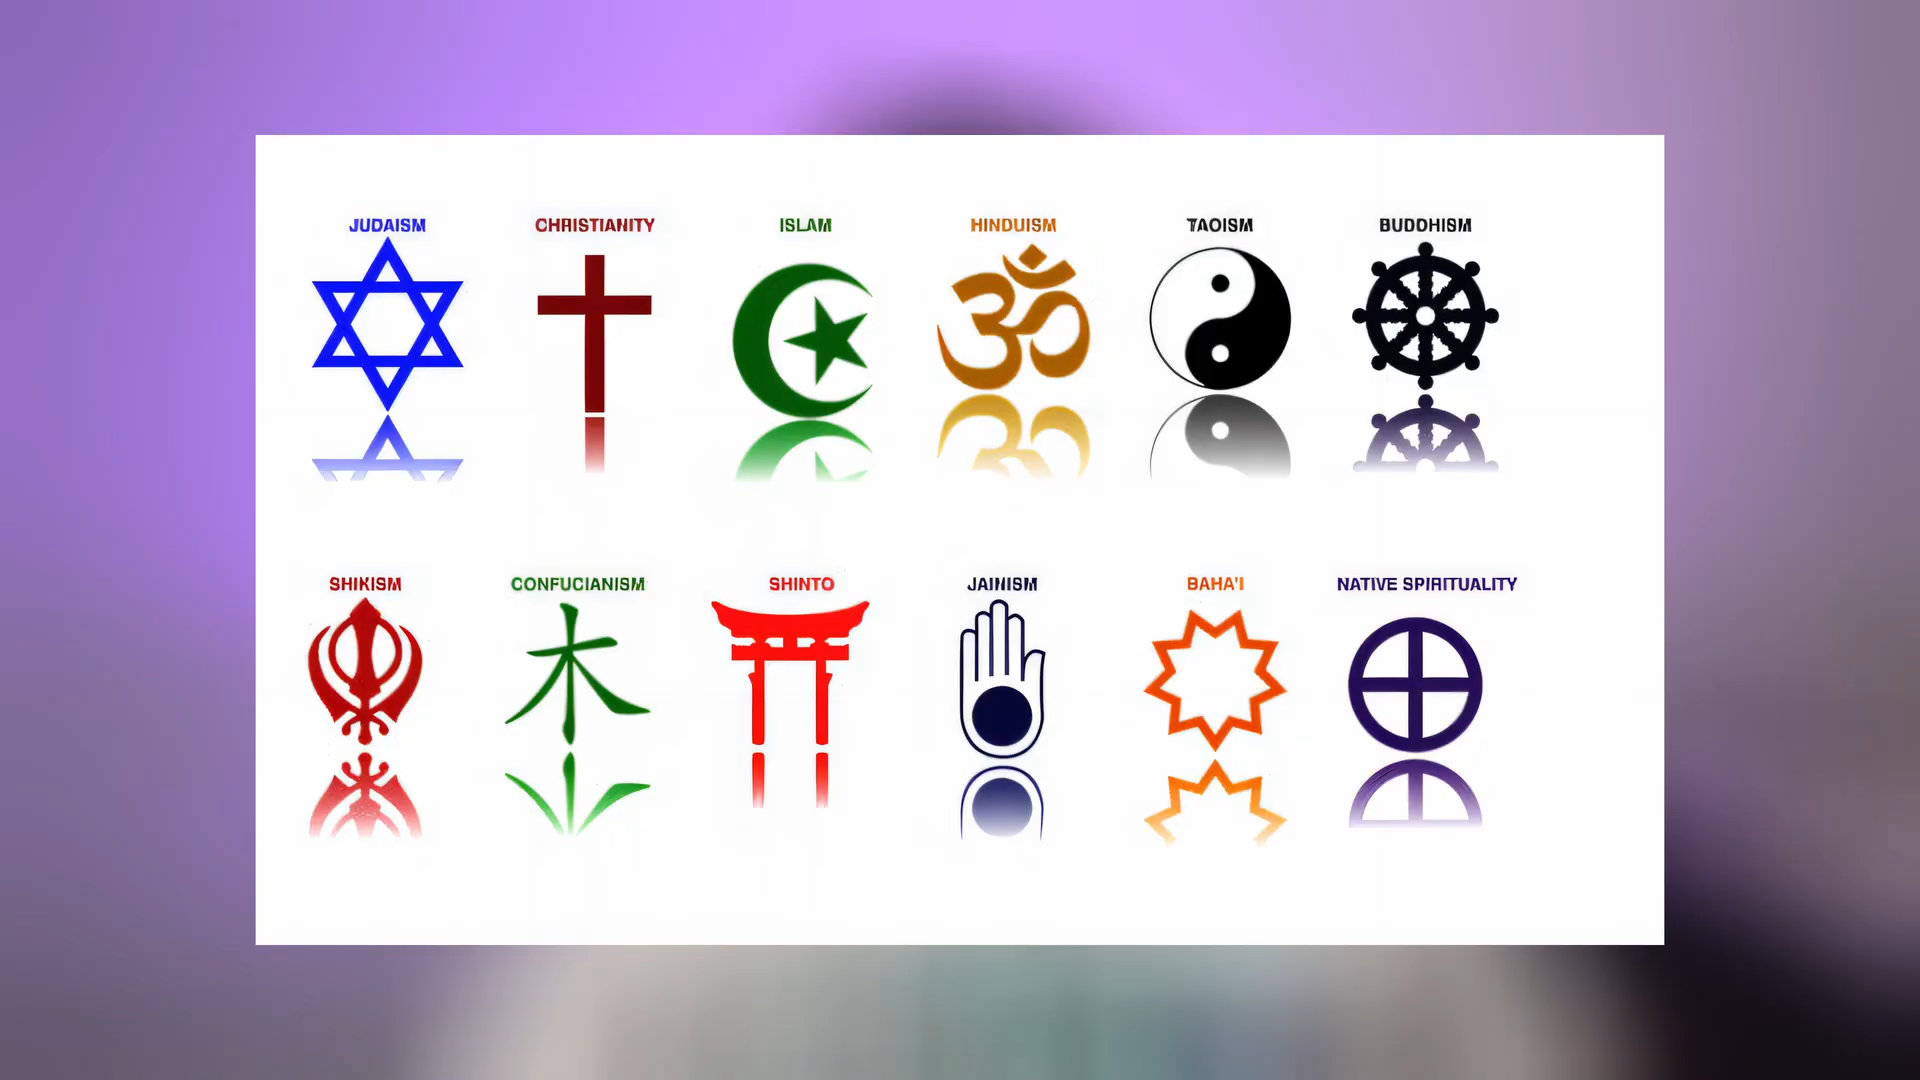 JUDAISM
CHRISTIANITY
ISLAM
HINDUISM
TAOISM
BUDDHISM
SHIKISM
CONFUCIANISM
SHINTO
JAINISM
BAHA'I
NATIVE SPIRITUALITY